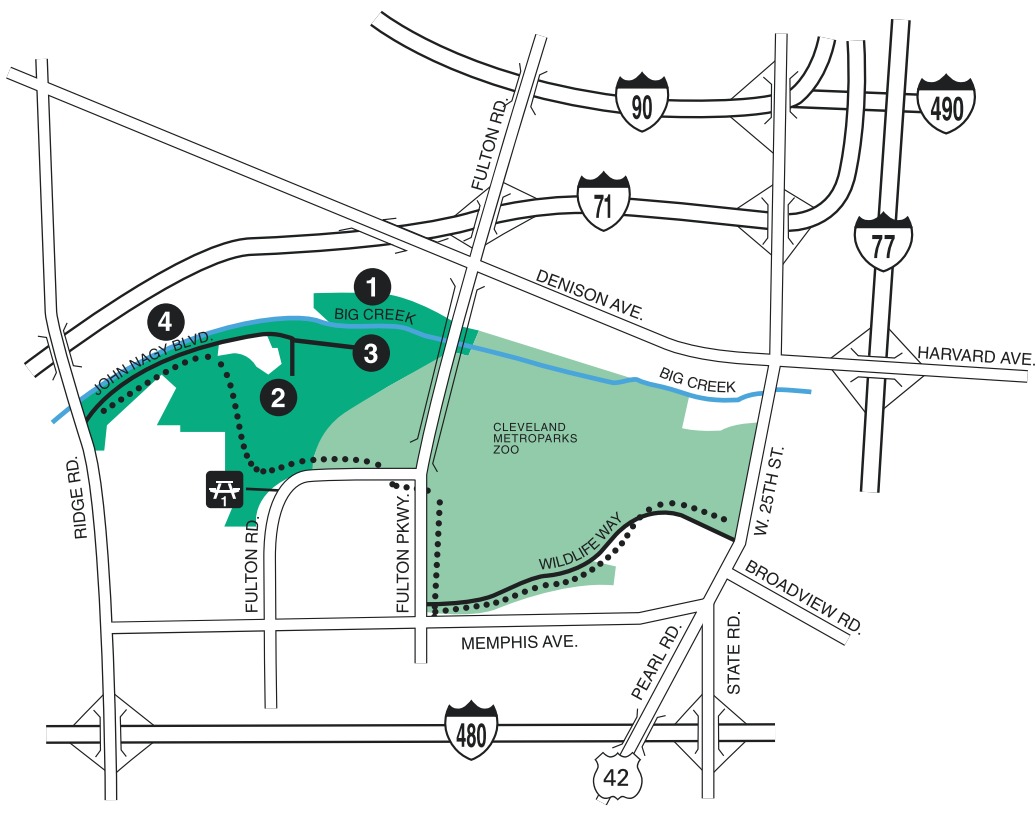 90
490
FULTON RD.
71
77
DENISON AVE.
1
BIG CREEK
4
JOHN NAGY BLVD.
3
HARVARD AVE.
BIG CREEK
2
CLEVELAND
METROPARKS
ZOO
RIDGE RD.
1
W. 25TH ST.
FULTON RD.
FULTON PKWY.
WILDLIFE WAY
BROADVIEW RD.
MEMPHIS AVE.
PEARL RD.
STATE RD.
480
42